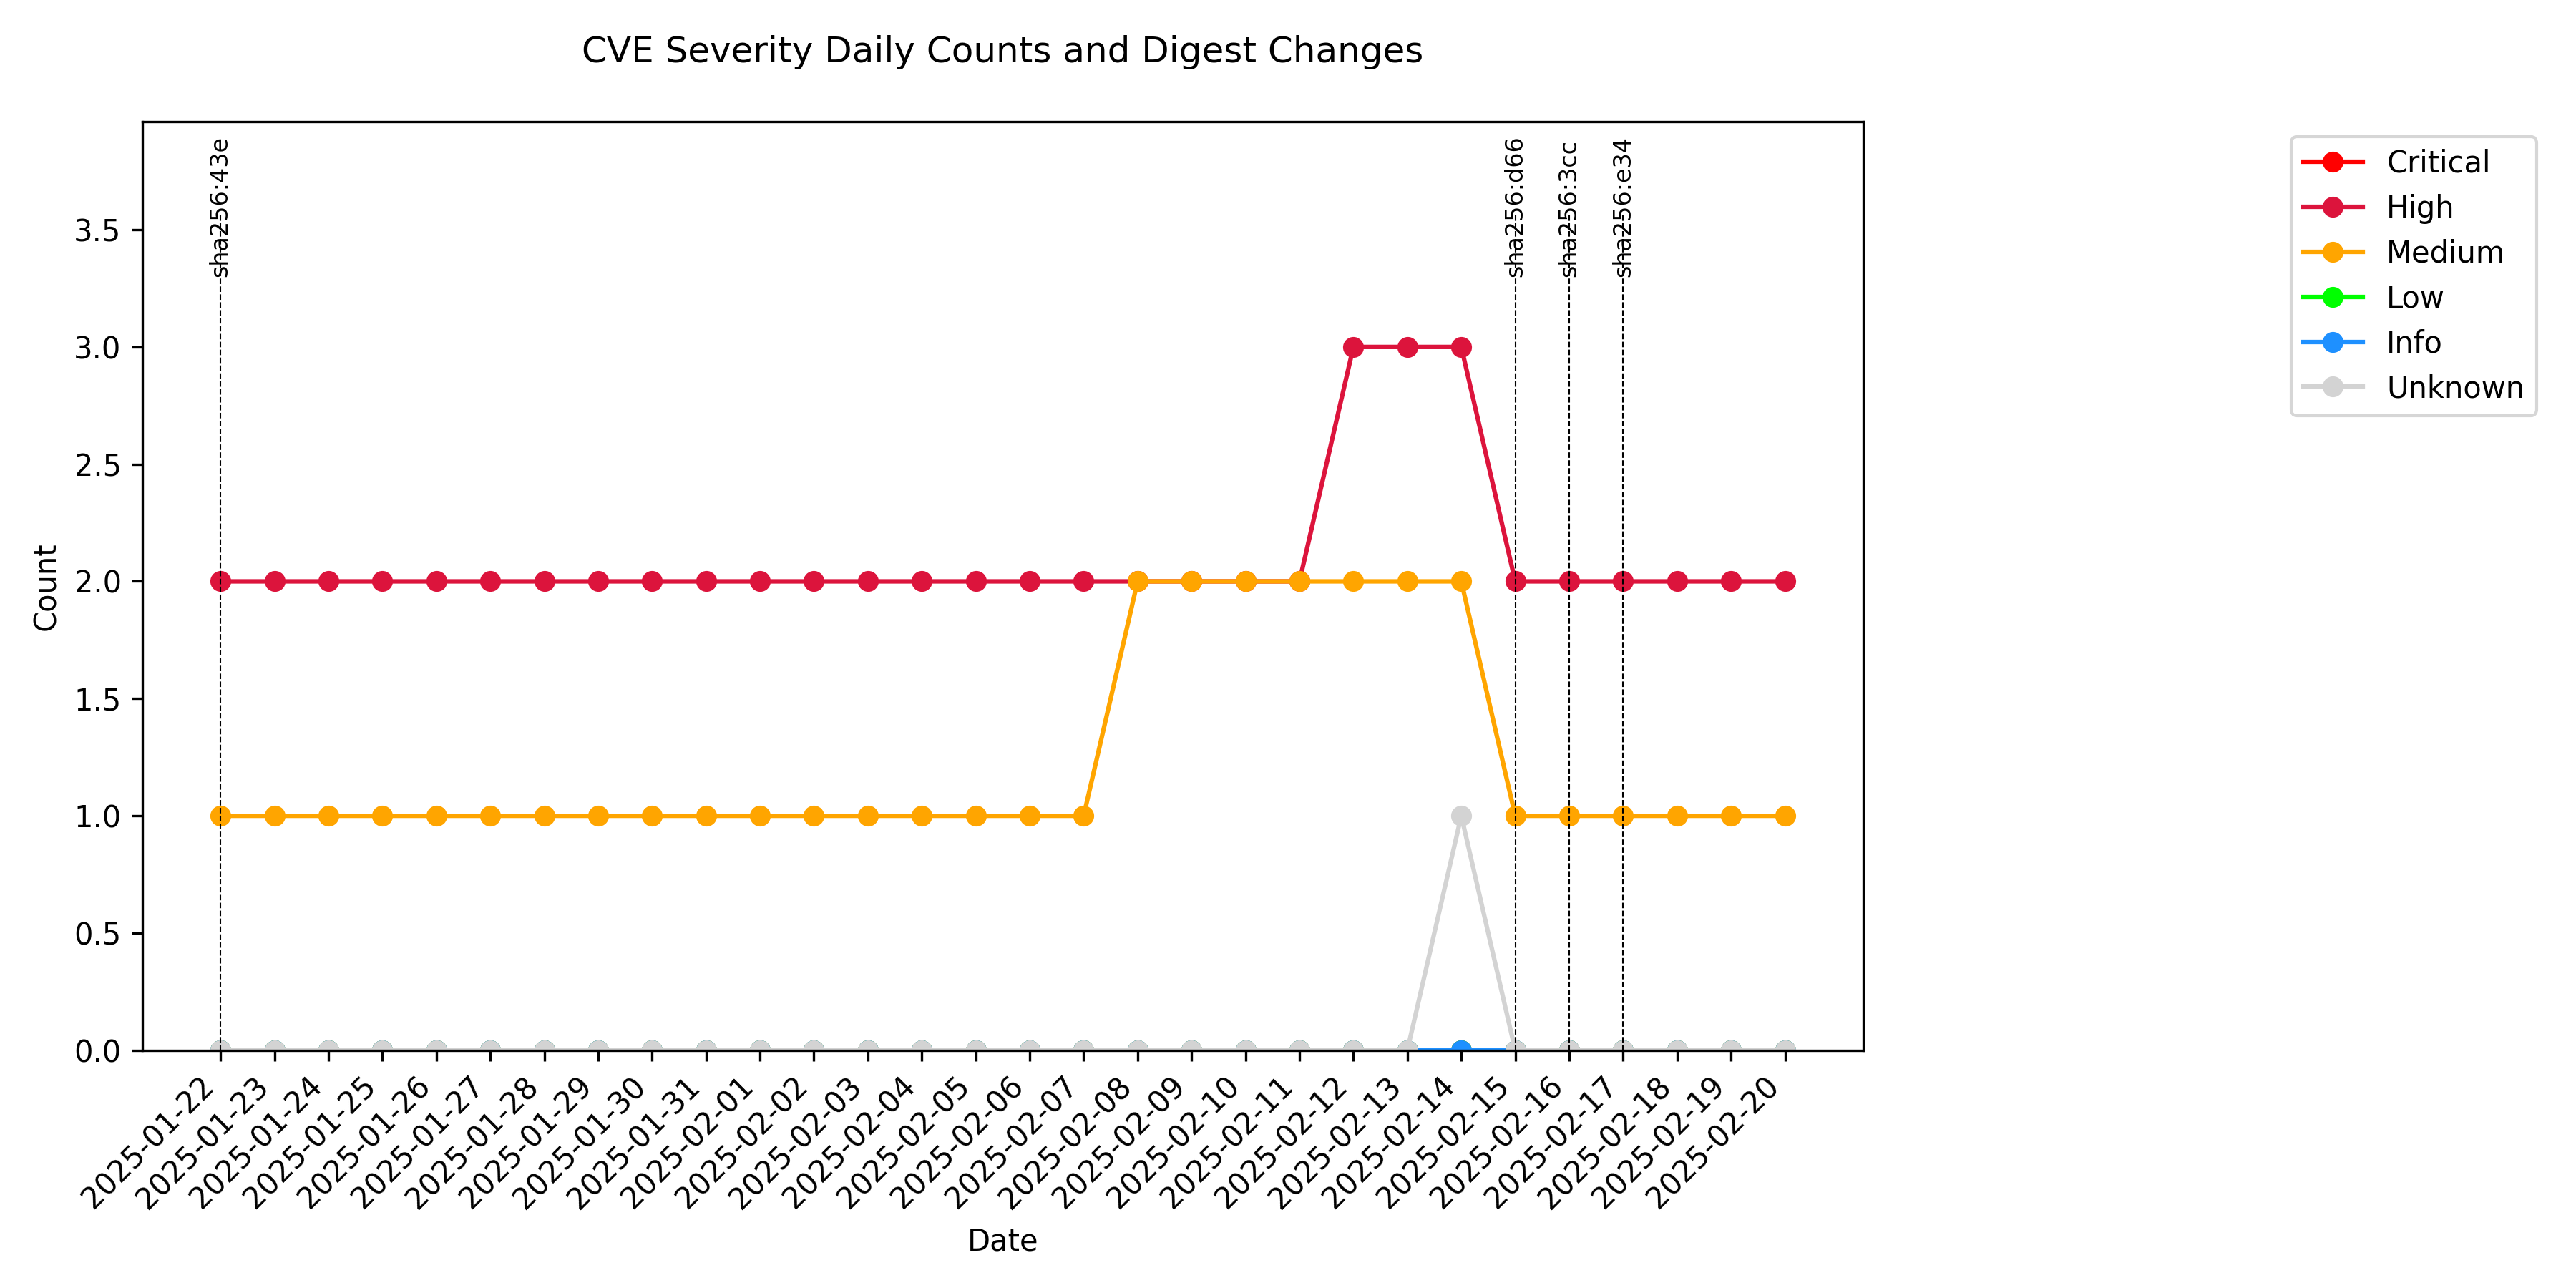 CVE Severity Daily Counts and Digest Changes
sha256:43e
sha256:d66
sha256:3cc
sha256:e34
Critical
High
Medium
Low
Info
Unknown
3.5
3.0
2.5
2.0
1.5
1.0
0.5
0.0
Count
2025-01-22
2025-01-23
2025-01-24
2025-01-25
2025-01-26
2025-01-27
2025-01-28
2025-01-29
2025-01-30
2025-01-31
2025-02-01
2025-02-02
2025-02-03
2025-02-04
2025-02-05
2025-02-06
2025-02-07
2025-02-08
2025-02-09
2025-02-10
2025-02-11
2025-02-12
2025-02-13
2025-02-14
2025-02-15
2025-02-16
2025-02-17
2025-02-18
2025-02-19
2025-02-20
Date